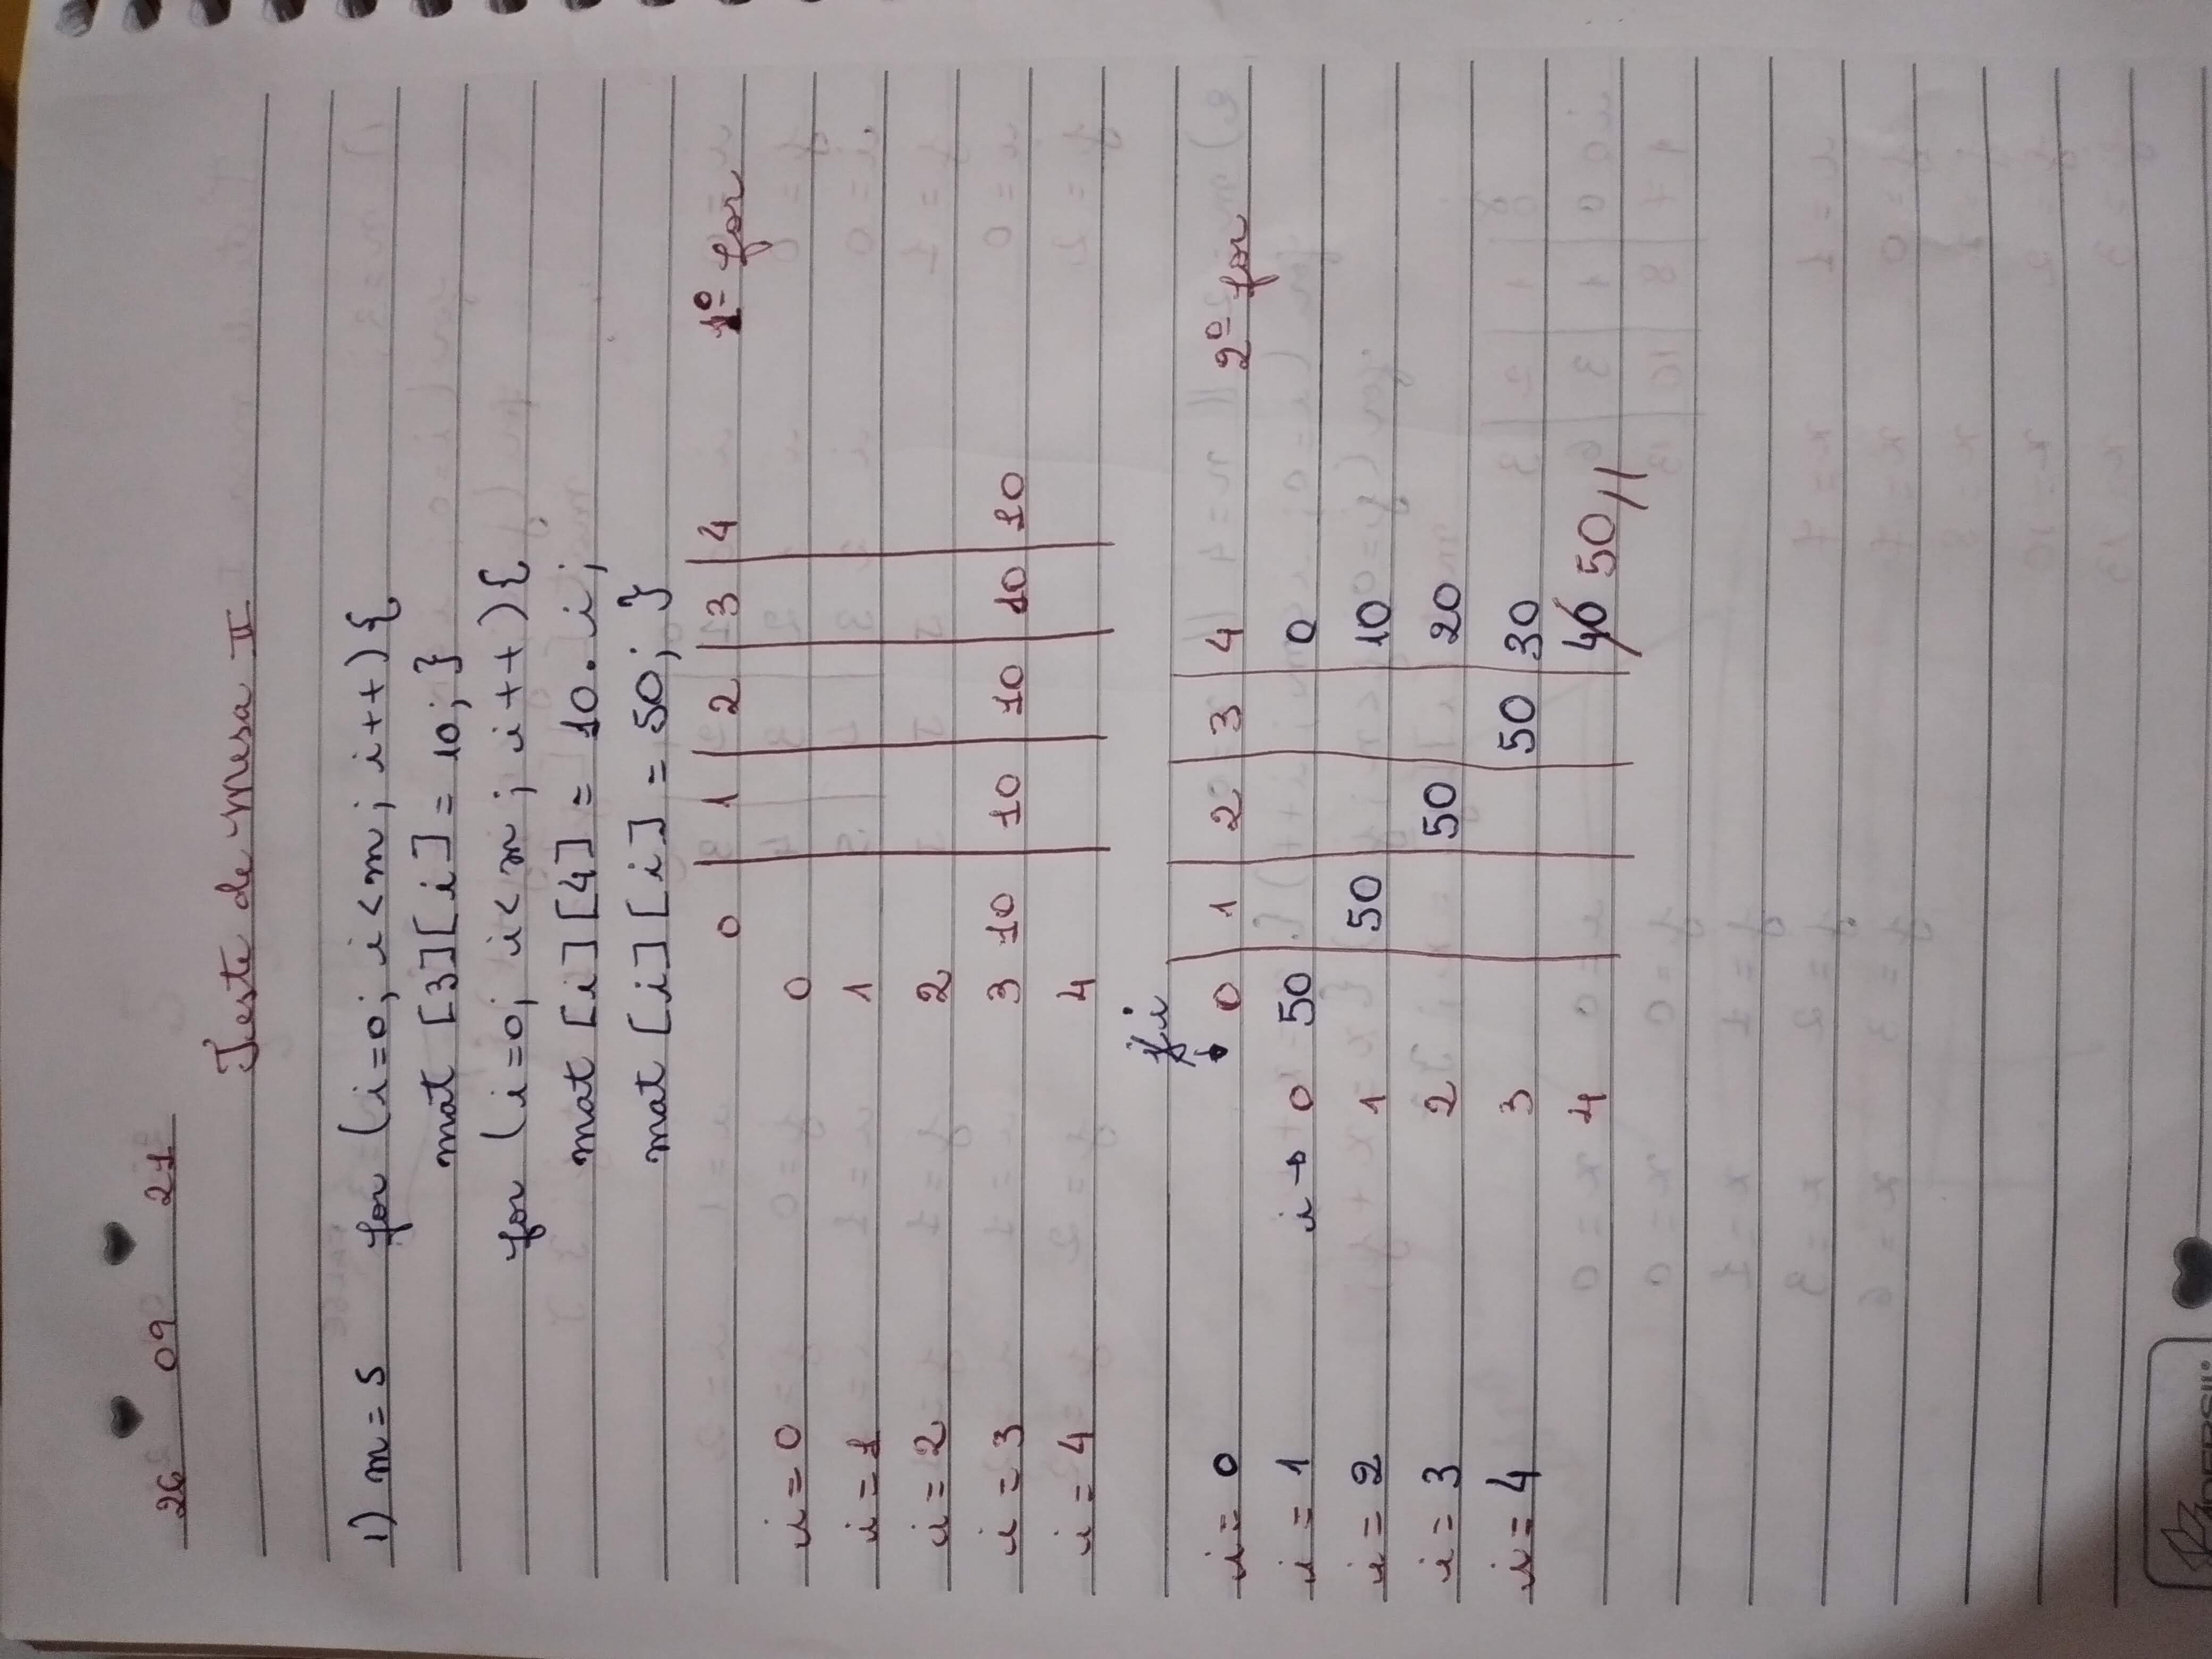 26 09 21
Teste de Mesa II
1) m = 5 for (i=0; i<m; i++){
mat [3][i] = 10; }
for (i=0; i<m; i++){
mat [i][4] = 10. i;
mat [i][i] = 50; }
0 1 2 3 4 1º for
i=0 0
i=1 1
i=2 2
i=3 3 10 10 10 10 10
i=4 4
i
i=0 0 1 2 3 4 2º for
i=1 i→ 0 50 0
i=2 1 50 10
i=3 2 50 20
i=4 3 50 30
4 40 50